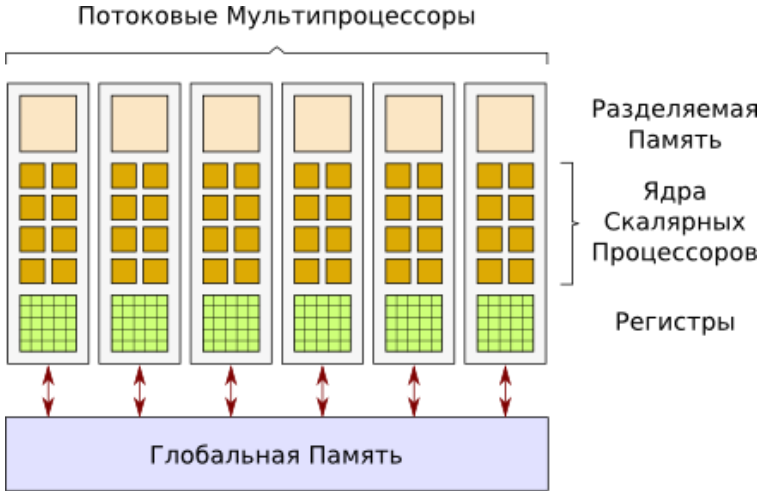 Потоковые Мультипроцессоры
Разделяемая
Память
Ядра
Скалярных
Процессоров
Регистры
Глобальная Память